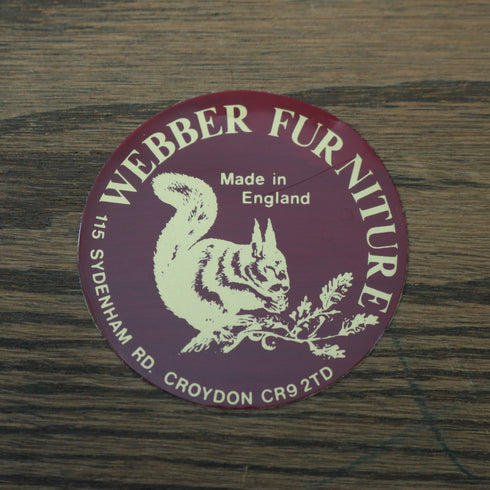 WEBBER FURNITURE
Made in
England
115 SYDENHAM RD. CROYDON CR9 2TD